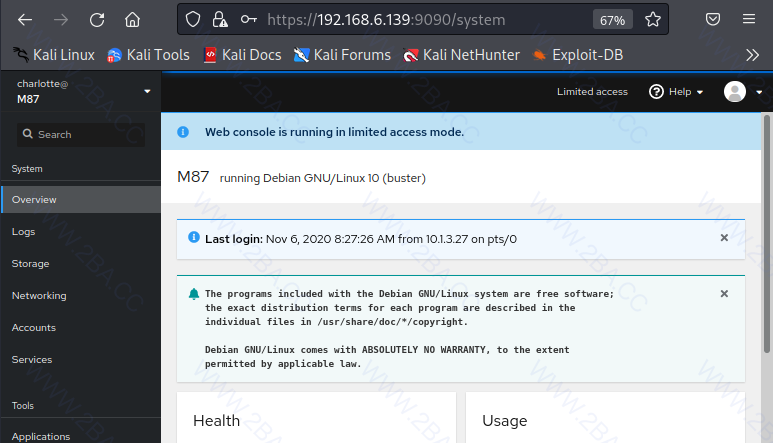 https://192.168.6.139:9090/system
67%
Kali Linux
Kali Tools
Kali Docs
Kali Forums
Kali NetHunter
Exploit-DB
charlotte@
M87
Limited access
Help
Search
Web console is running in limited access mode.
System
M87 running Debian GNU/Linux 10 (buster)
Overview
Logs
Storage
Networking
Accounts
Services
Tools
Applications
Last login: Nov 6, 2020 8:27:26 AM from 10.1.3.27 on pts/0
The programs included with the Debian GNU/Linux system are free software;
the exact distribution terms for each program are described in the
individual files in /usr/share/doc/*/copyright.
Debian GNU/Linux comes with ABSOLUTELY NO WARRANTY, to the extent
permitted by applicable law.
Health
Usage
WWW.2BA.CC